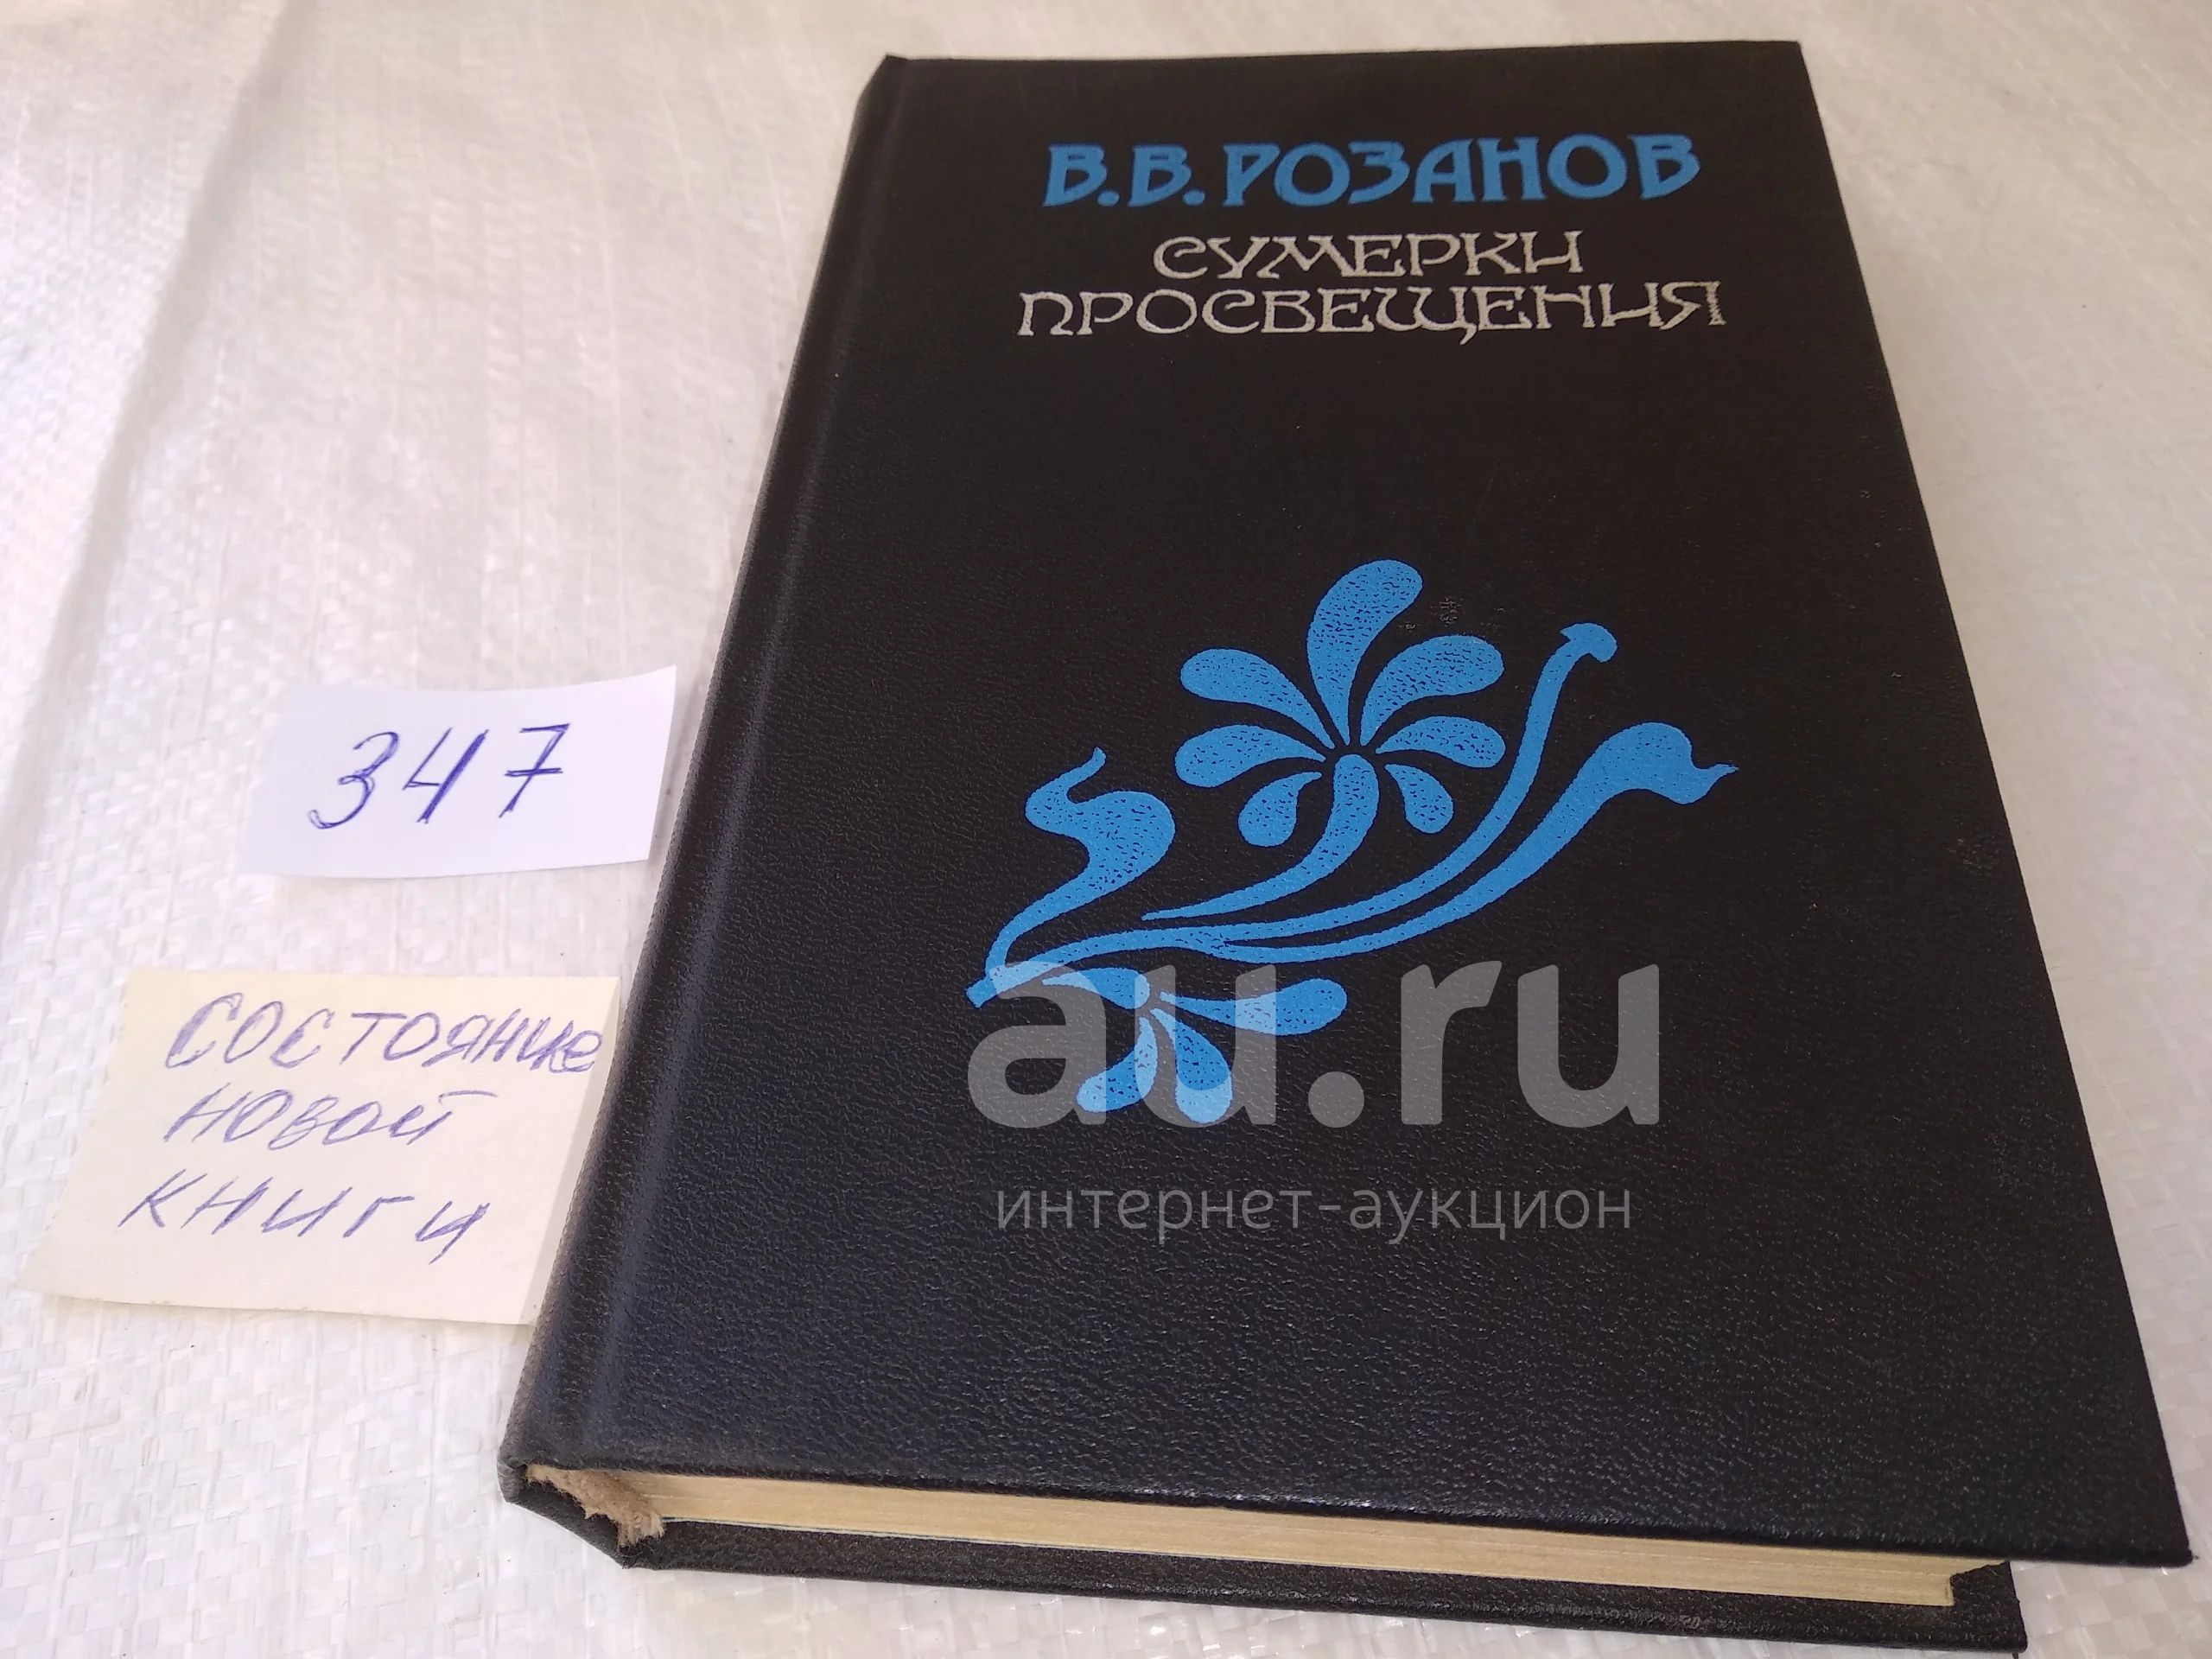 В.В.РОЗАНОВ
СУМЕРКИ
ПРОСВЕЩЕНИЯ
347
СОСТОЯНИе
НОВОЙ
КНИГИ
au.ru
интернет-аукцион